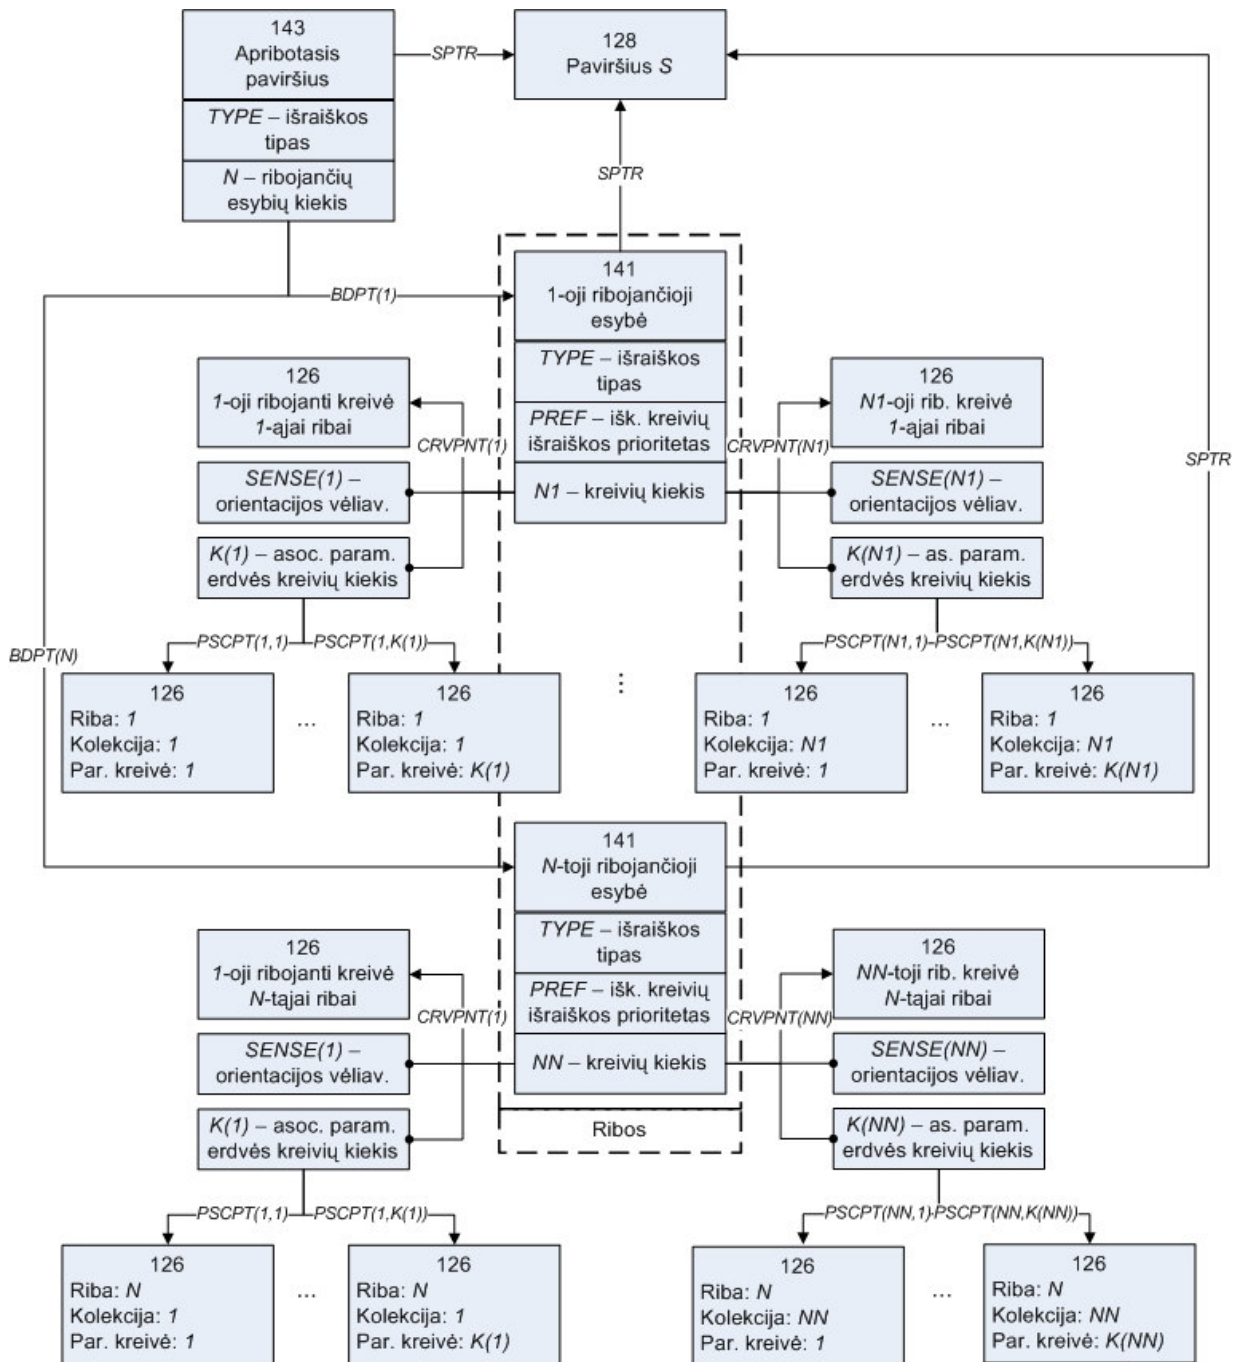 143
Apribotasis
paviršius
SPTR
128
Paviršius S
TYPE – išraiškos
tipas
N – ribojančių
esybių kiekis
SPTR
BDPT(1)
141
1-oji ribojančioji
esybė
TYPE – išraiškos
tipas
PREF – išk. kreivių
išraiškos prioritetas
N1 – kreivių kiekis
126
1-oji ribojanti kreivė
1-ajai ribai
CRVPNT(1)
SENSE(1) –
orientacijos vėliav.
K(1) – asoc. param.
erdvės kreivių kiekis
126
N1-oji rib. kreivė
1-ajai ribai
CRVPNT(N1)
SENSE(N1) –
orientacijos vėliav.
K(N1) – as. param.
erdvės kreivių kiekis
SPTR
BDPT(N)
PSCPT(1,1)
PSCPT(1,K(1))
PSCPT(N1,1)
PSCPT(N1,K(N1))
126
Riba: 1
Kolekcija: 1
Par. kreivė: 1
...
126
Riba: 1
Kolekcija: 1
Par. kreivė: K(1)
...
126
Riba: 1
Kolekcija: N1
Par. kreivė: 1
...
126
Riba: 1
Kolekcija: N1
Par. kreivė: K(N1)
141
N-toji ribojančioji
esybė
TYPE – išraiškos
tipas
PREF – išk. kreivių
išraiškos prioritetas
NN – kreivių kiekis
Ribos
126
1-oji ribojanti kreivė
N-tajai ribai
CRVPNT(1)
SENSE(1) –
orientacijos vėliav.
K(1) – asoc. param.
erdvės kreivių kiekis
126
NN-toji rib. kreivė
N-tajai ribai
CRVPNT(NN)
SENSE(NN) –
orientacijos vėliav.
K(NN) – as. param.
erdvės kreivių kiekis
PSCPT(1,1)
PSCPT(1,K(1))
PSCPT(NN,1)
PSCPT(NN,K(NN))
126
Riba: N
Kolekcija: 1
Par. kreivė: 1
...
126
Riba: N
Kolekcija: 1
Par. kreivė: K(1)
126
Riba: N
Kolekcija: NN
Par. kreivė: 1
...
126
Riba: N
Kolekcija: NN
Par. kreivė: K(NN)